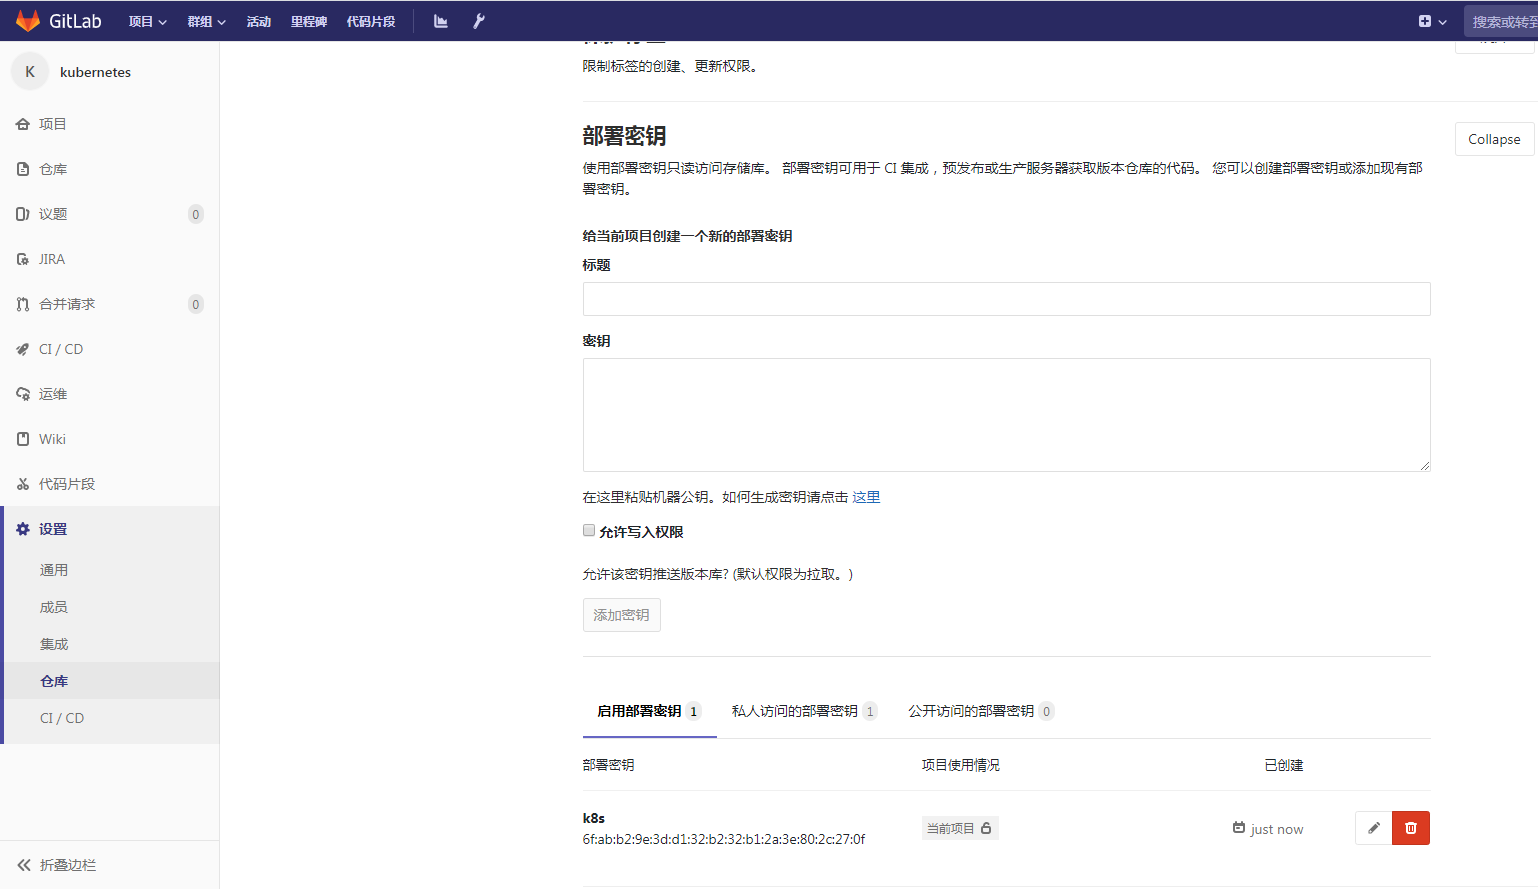 GitLab 项目 群组 活动 里程碑 代码片段
搜索或转到
K kubernetes
项目
仓库
议题 0
JIRA
合并请求 0
CI / CD
运维
Wiki
代码片段
设置
通用
成员
集成
仓库
CI / CD
折叠边栏
限制标签的创建、更新权限。
部署密钥
Collapse
使用部署密钥只读访问存储库。 部署密钥可用于 CI 集成，预发布或生产服务器获取版本仓库的代码。 您可以创建部署密钥或添加现有部
署密钥。
给当前项目创建一个新的部署密钥
标题
密钥
在这里粘贴机器公钥。如何生成密钥请点击 这里
允许写入权限
允许该密钥推送版本库? (默认权限为拉取。)
添加密钥
启用部署密钥 1 私人访问的部署密钥 1 公开访问的部署密钥 0
部署密钥 项目使用情况 已创建
k8s
6f:ab:b2:9e:3d:d1:32:b2:32:b1:2a:3e:80:2c:27:0f
当前项目
just now